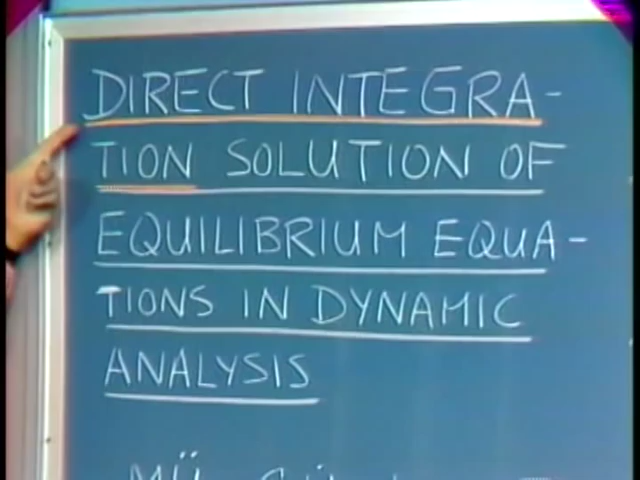 DIRECT INTEGRA-
TION SOLUTION OF
EQUILIBRIUM EQUA-
TIONS IN DYNAMIC
ANALYSIS